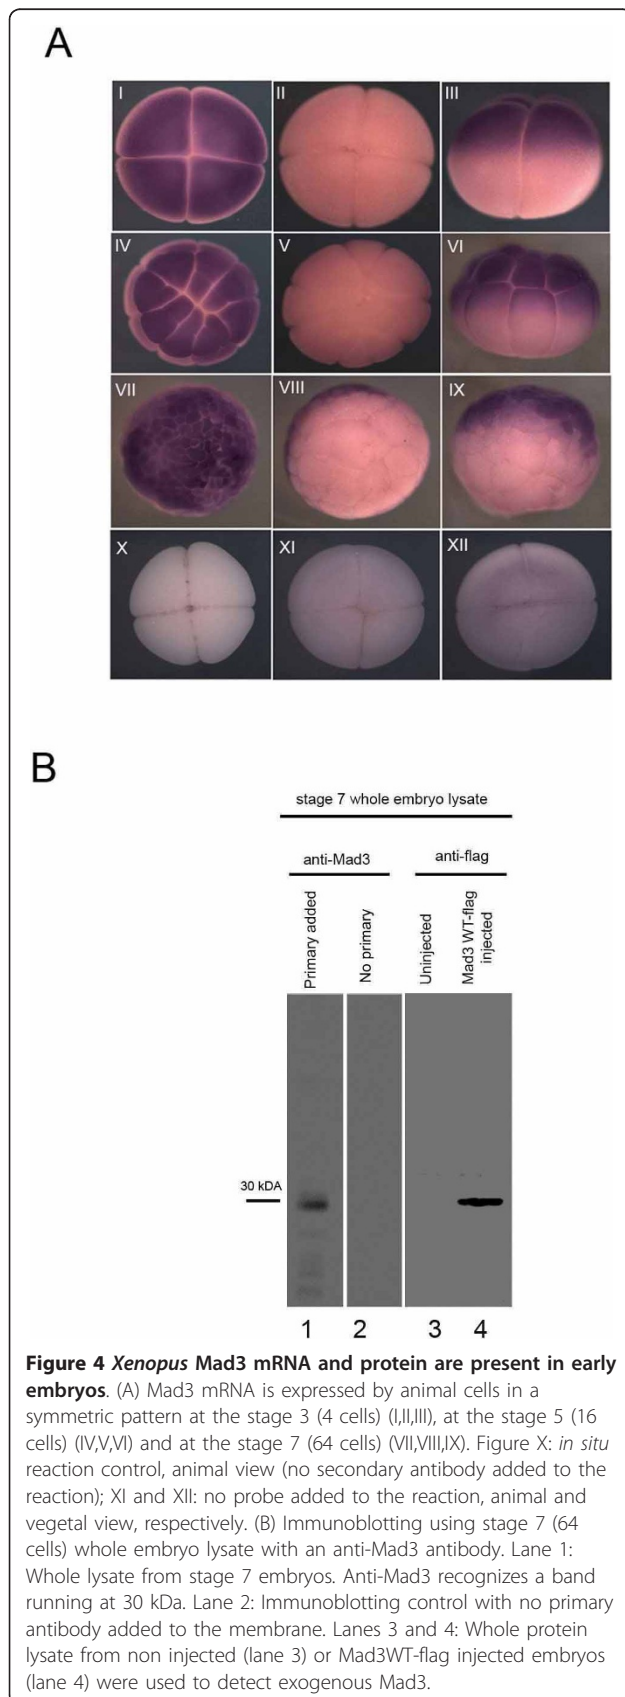 A
I
II
III
IV
V
VI
VII
VIII
IX
X
XI
XII
B
stage 7 whole embryo lysate
anti-Mad3
anti-flag
Primary added
No primary
Uninjected
Mad3 WT-flag
injected
30 kDA
1
2
3
4
Figure 4 Xenopus Mad3 mRNA and protein are present in early
embryos. (A) Mad3 mRNA is expressed by animal cells in a
symmetric pattern at the stage 3 (4 cells) (I,II,III), at the stage 5 (16
cells) (IV,V,VI) and at the stage 7 (64 cells) (VII,VIII,IX). Figure X: in situ
reaction control, animal view (no secondary antibody added to the
reaction); XI and XII: no probe added to the reaction, animal and
vegetal view, respectively. (B) Immunoblotting using stage 7 (64
cells) whole embryo lysate with an anti-Mad3 antibody. Lane 1:
Whole lysate from stage 7 embryos. Anti-Mad3 recognizes a band
running at 30 kDa. Lane 2: Immunoblotting control with no primary
antibody added to the membrane. Lanes 3 and 4: Whole protein
lysate from non injected (lane 3) or Mad3WT-flag injected embryos
(lane 4) were used to detect exogenous Mad3.